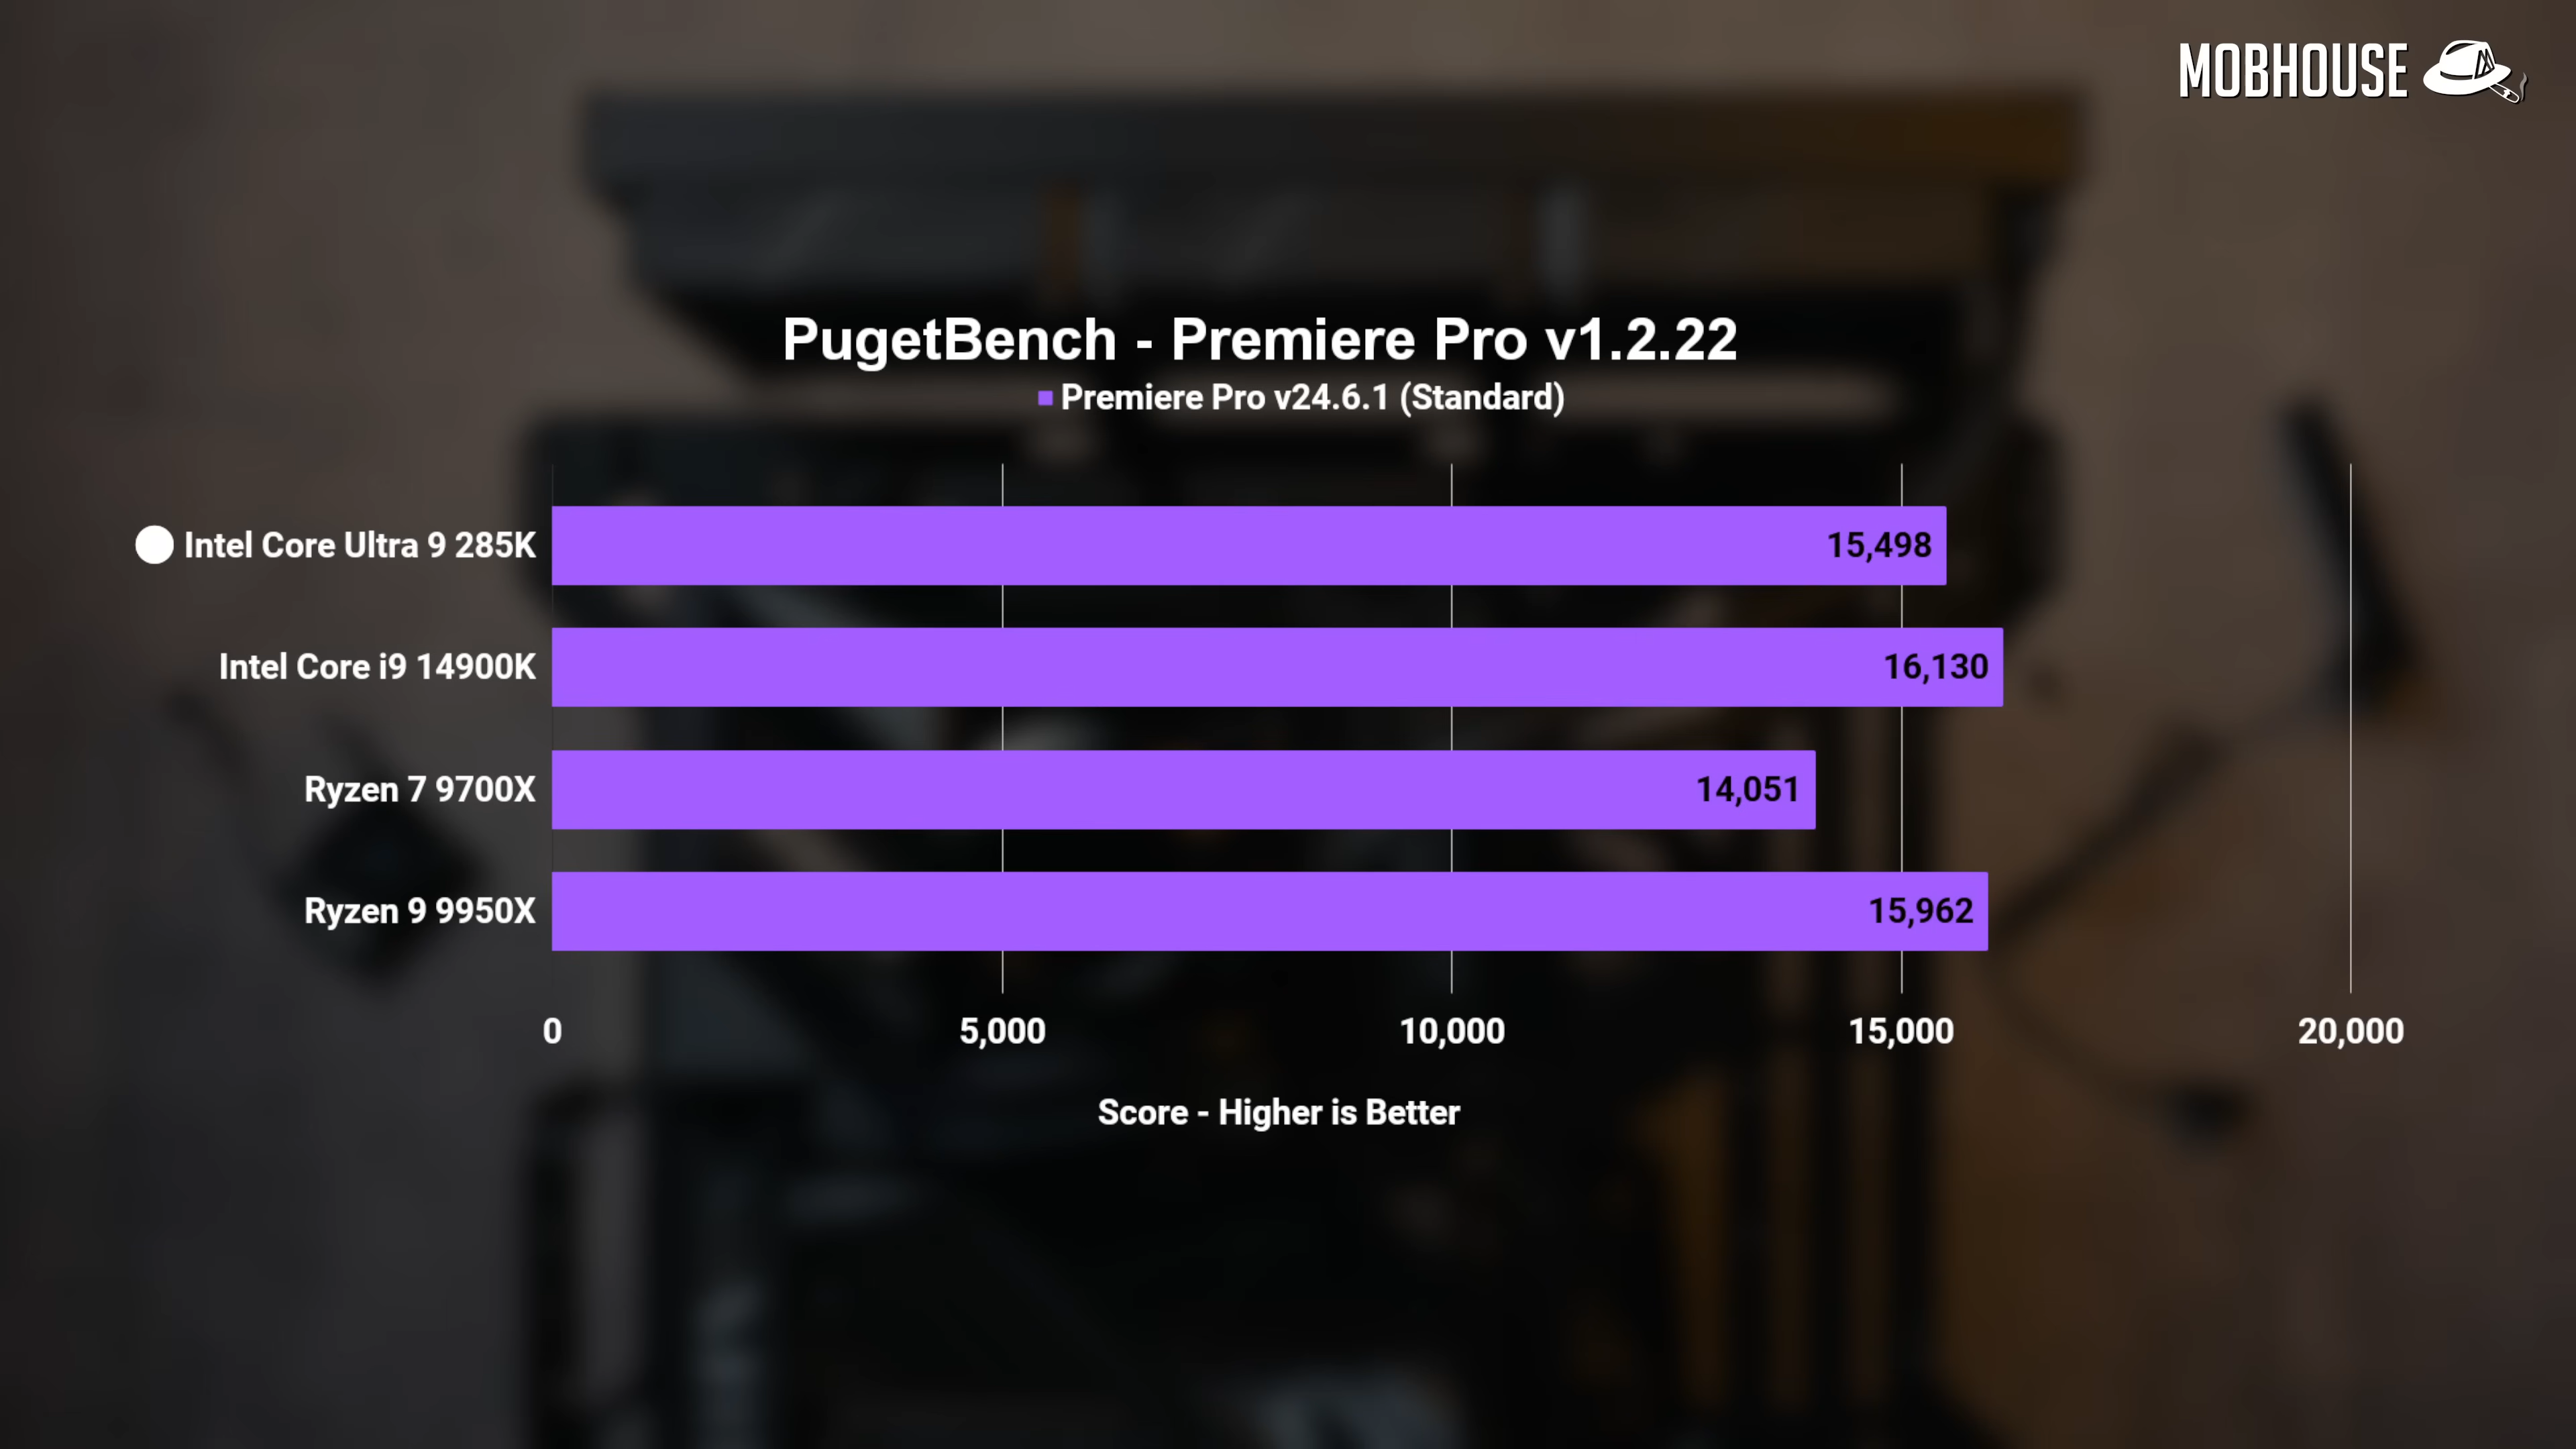 MOBHOUSE
PugetBench - Premiere Pro v1.2.22
Premiere Pro v24.6.1 (Standard)
Intel Core Ultra 9 285K 15,498
Intel Core i9 14900K 16,130
Ryzen 7 9700X 14,051
Ryzen 9 9950X 15,962
0 5,000 10,000 15,000 20,000
Score - Higher is Better